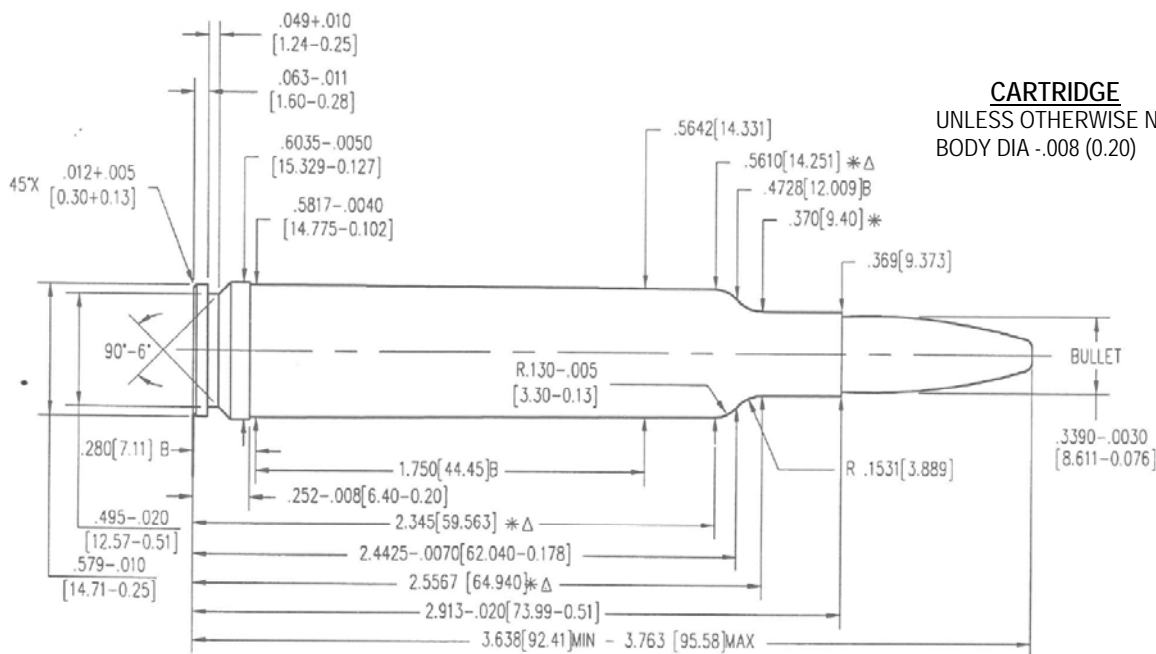 .049+.010
[1.24-0.25]
.063-.011
[1.60-0.28]
CARTRIDGE
UNLESS OTHERWISE N
BODY DIA -.008 (0.20)
.6035-.0050
[15.329-0.127]
.5642[14.331]
.5610[14.251] *Δ
.4728[12.009]B
45°X .012+.005
[0.30+0.13]
.5817-.0040
[14.775-0.102]
.370[9.40] *
.369[9.373]
90°-6°
BULLET
R.130-.005
[3.30-0.13]
.280[7.11] B
1.750[44.45]B
R .1531[3.889]
.3390-.0030
[8.611-0.076]
.252-.008[6.40-0.20]
.495-.020
[12.57-0.51]
2.345[59.563] *Δ
2.4425-.0070[62.040-0.178]
.579-.010
[14.71-0.25]
2.5567 [64.940]*Δ
2.913-.020[73.99-0.51]
3.638[92.41]MIN - 3.763 [95.58]MAX